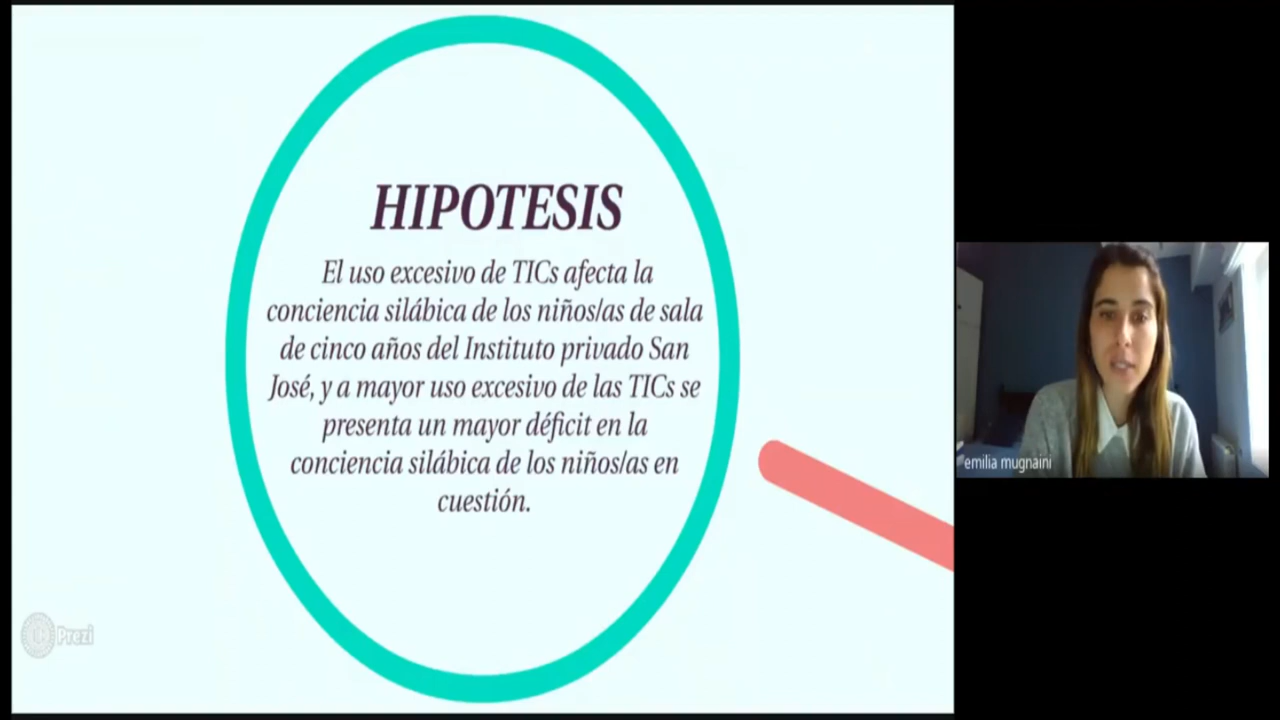 HIPOTESIS
El uso excesivo de TICs afecta la
conciencia silábica de los niños/as de sala
de cinco años del Instituto privado San
José, y a mayor uso excesivo de las TICs se
presenta un mayor déficit en la
conciencia silábica de los niños/as en
cuestión.
emilia mugnaini
Prezi